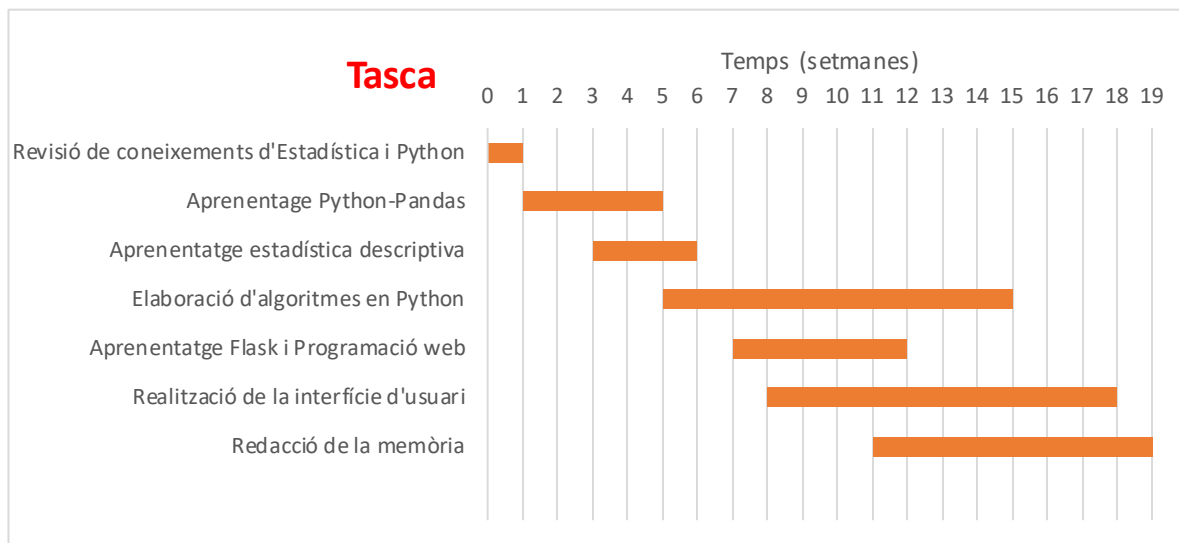 Tasca
Temps (setmanes)
0 1 2 3 4 5 6 7 8 9 10 11 12 13 14 15 16 17 18 19
Revisió de coneixements d'Estadística i Python
Aprenentage Python-Pandas
Aprenentatge estadística descriptiva
Elaboració d'algoritmes en Python
Aprenentatge Flask i Programació web
Realització de la interfície d'usuari
Redacció de la memòria